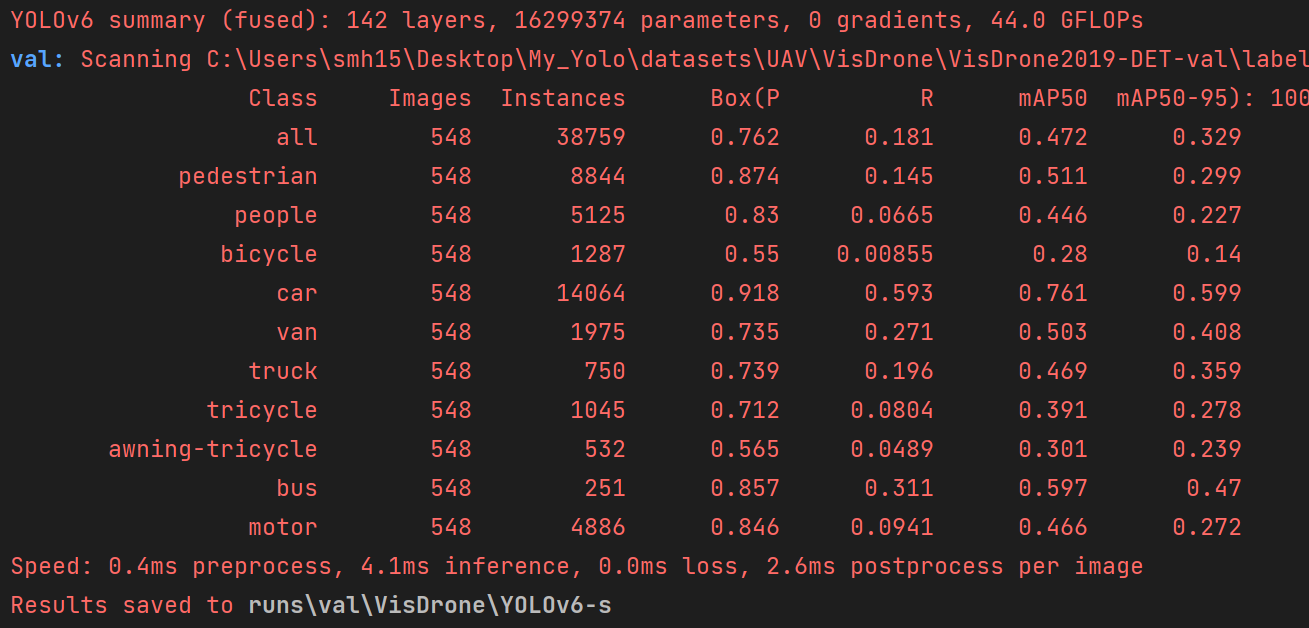 YOLOv6 summary (fused): 142 layers, 16299374 parameters, 0 gradients, 44.0 GFLOPs
val: Scanning C:\Users\smh15\Desktop\My_Yolo\datasets\UAV\VisDrone\VisDrone2019-DET-val\label
Class Images Instances Box(P R mAP50 mAP50-95): 100
all 548 38759 0.762 0.181 0.472 0.329
pedestrian 548 8844 0.874 0.145 0.511 0.299
people 548 5125 0.83 0.0665 0.446 0.227
bicycle 548 1287 0.55 0.00855 0.28 0.14
car 548 14064 0.918 0.593 0.761 0.599
van 548 1975 0.735 0.271 0.503 0.408
truck 548 750 0.739 0.196 0.469 0.359
tricycle 548 1045 0.712 0.0804 0.391 0.278
awning-tricycle 548 532 0.565 0.0489 0.301 0.239
bus 548 251 0.857 0.311 0.597 0.47
motor 548 4886 0.846 0.0941 0.466 0.272
Speed: 0.4ms preprocess, 4.1ms inference, 0.0ms loss, 2.6ms postprocess per image
Results saved to runs\val\VisDrone\YOLOv6-s